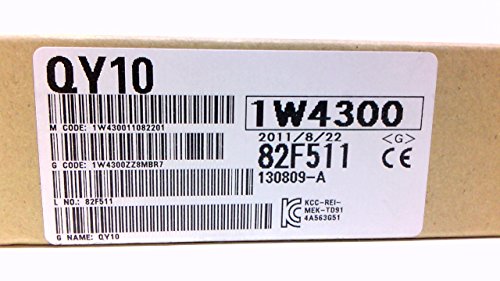 QY10
M CODE: 1W430011082201
G CODE: 1W4300ZZ8MBR7
L NO.: 82F511
G NAME: QY10
1W4300
2011/8/22 <G>
82F511 CE
130809-A
KCC-REI-
MEK-TD91
4A563G51